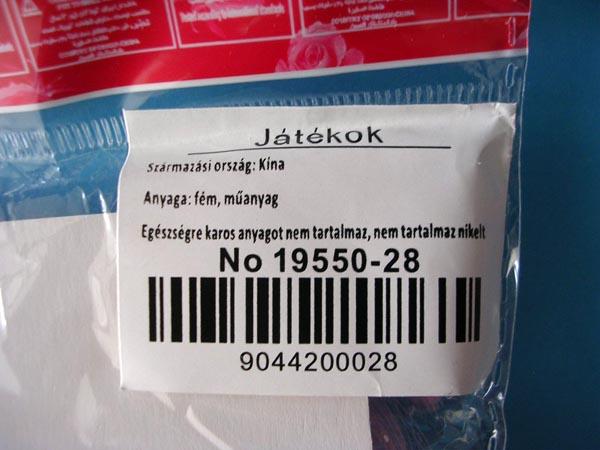 Játékok
Származási ország: Kína
Anyaga: fém, műanyag
Egészségre karos anyagot nem tartalmaz, nem tartalmaz nikelt
No 19550-28
9044200028